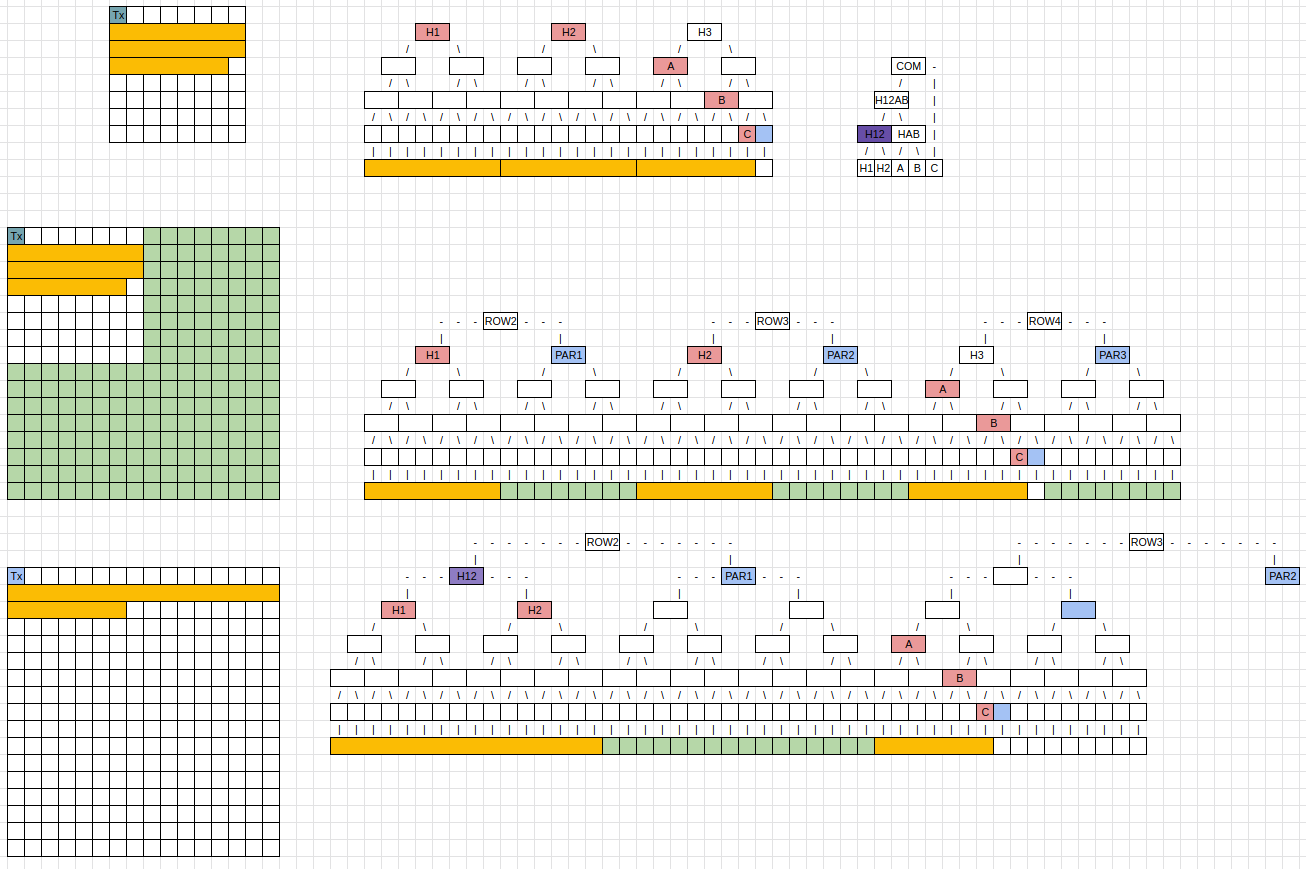 Tx
H1 H2 H3
A
COM
B
H12AB
C
H12 HAB
H1 H2 A B C
Tx
ROW2 ROW3 ROW4
H1 PAR1 H2 PAR2 H3 PAR3
A
B
C
ROW2 ROW3
Tx H12 PAR1 PAR2
H1 H2
A
B
C